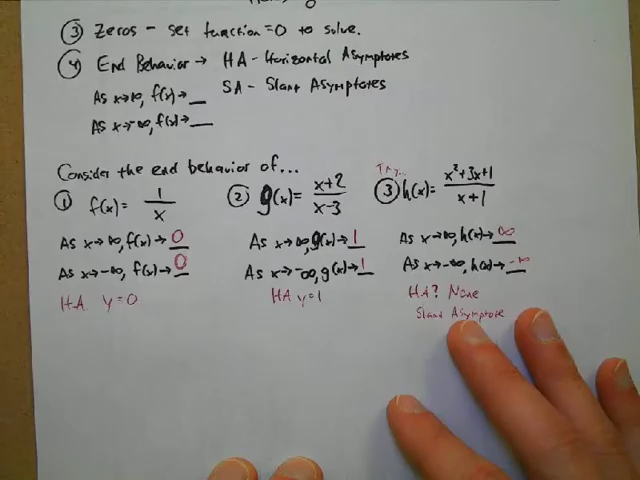 ③ Zeros - set function = 0 to solve.
④ End Behavior → HA - Horizontal Asymptotes
As x→∞, f(x)→__ SA - Slant Asymptotes
As x→-∞, f(x)→__
Consider the end behavior of...
① f(x) = 1/x
As x→∞, f(x)→0
As x→-∞, f(x)→0
HA y=0
② g(x) = (x+2)/(x-3)
As x→∞, g(x)→1
As x→-∞, g(x)→1
HA y=1
Try...
③ h(x) = (x²+3x+1)/(x+1)
As x→∞, h(x)→∞
As x→-∞, h(x)→-∞
HA? None
Slant Asymptote